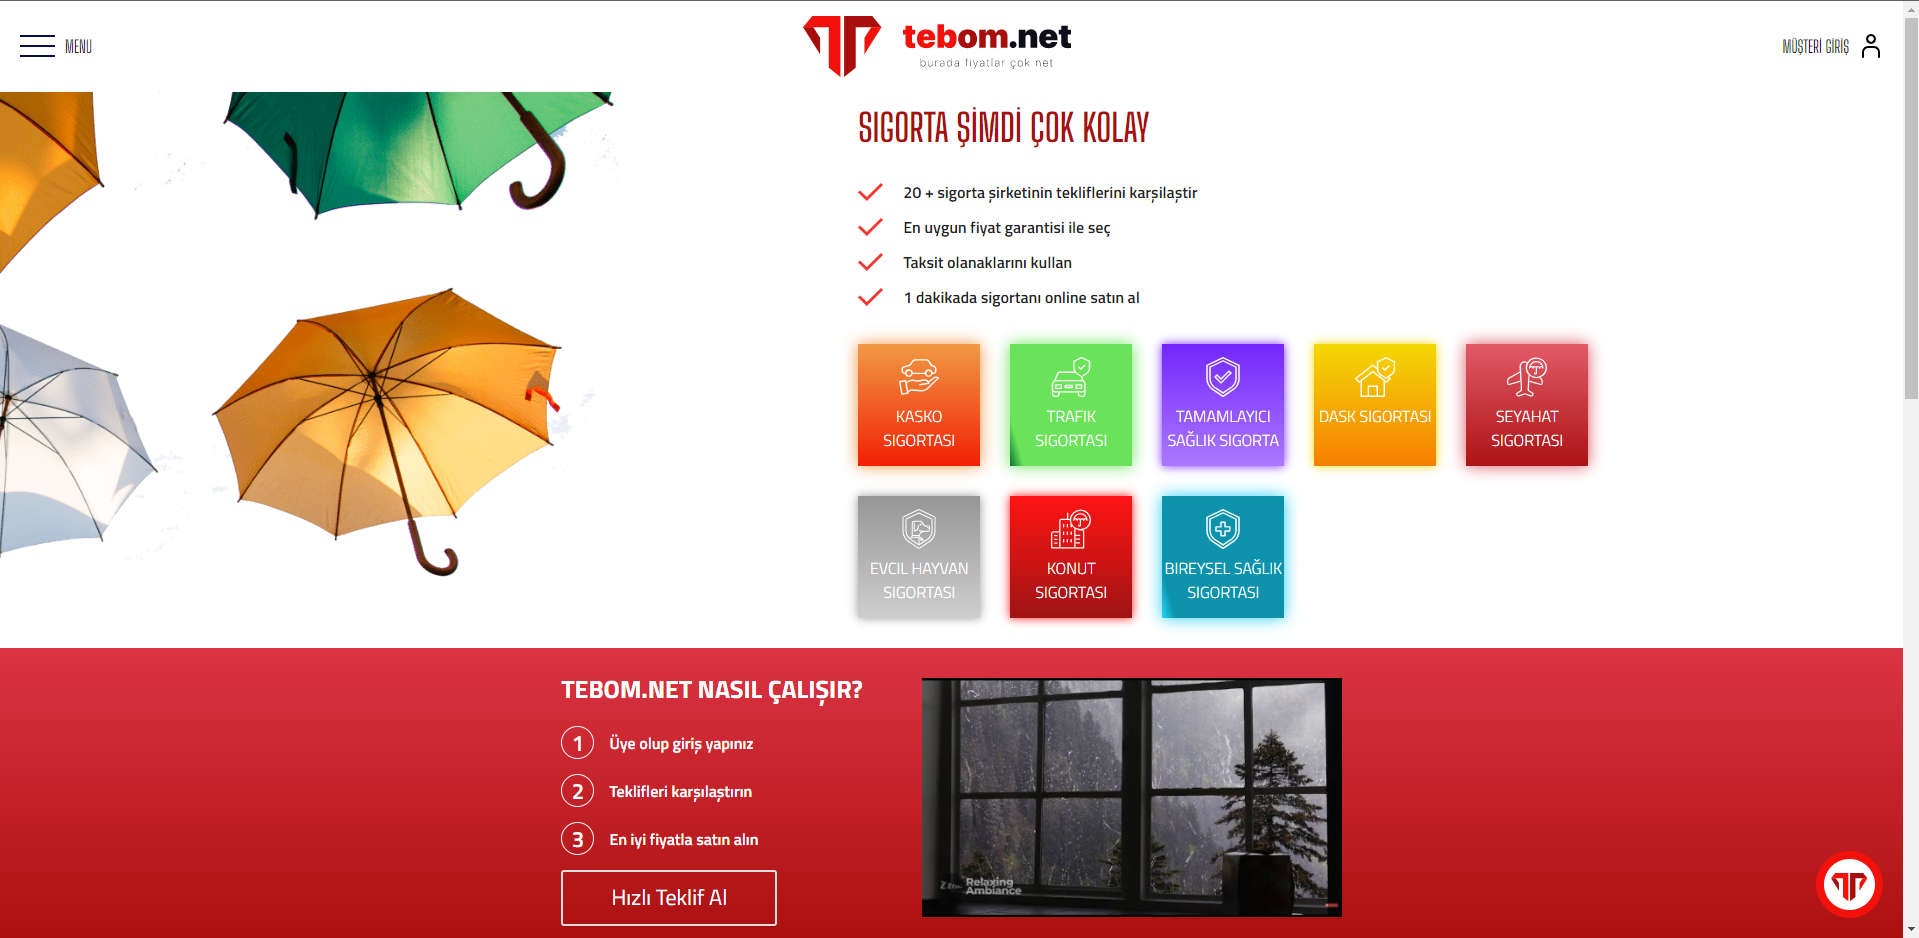 MENU
tebom.net
burada fiyatlar çok net
MÜŞTERİ GİRİŞ
SIGORTA ŞİMDİ ÇOK KOLAY
20 + sigorta şirketinin tekliflerini karşilaştir
En uygun fiyat garantisi ile seç
Taksit olanaklarını kullan
1 dakikada sigortanı online satın al
KASKO
SIGORTASI
TRAFIK
SIGORTASI
TAMAMLAYICI
SAĞLIK SIGORTA
DASK SIGORTASI
SEYAHAT
SIGORTASI
EVCIL HAYVAN
SIGORTASI
KONUT
SIGORTASI
BIREYSEL SAĞLIK
SIGORTASI
TEBOM.NET NASIL ÇALIŞIR?
1 Üye olup giriş yapınız
2 Teklifleri karşılaştırın
3 En iyi fiyatla satın alın
Hızlı Teklif Al
Relaxing
Ambiance